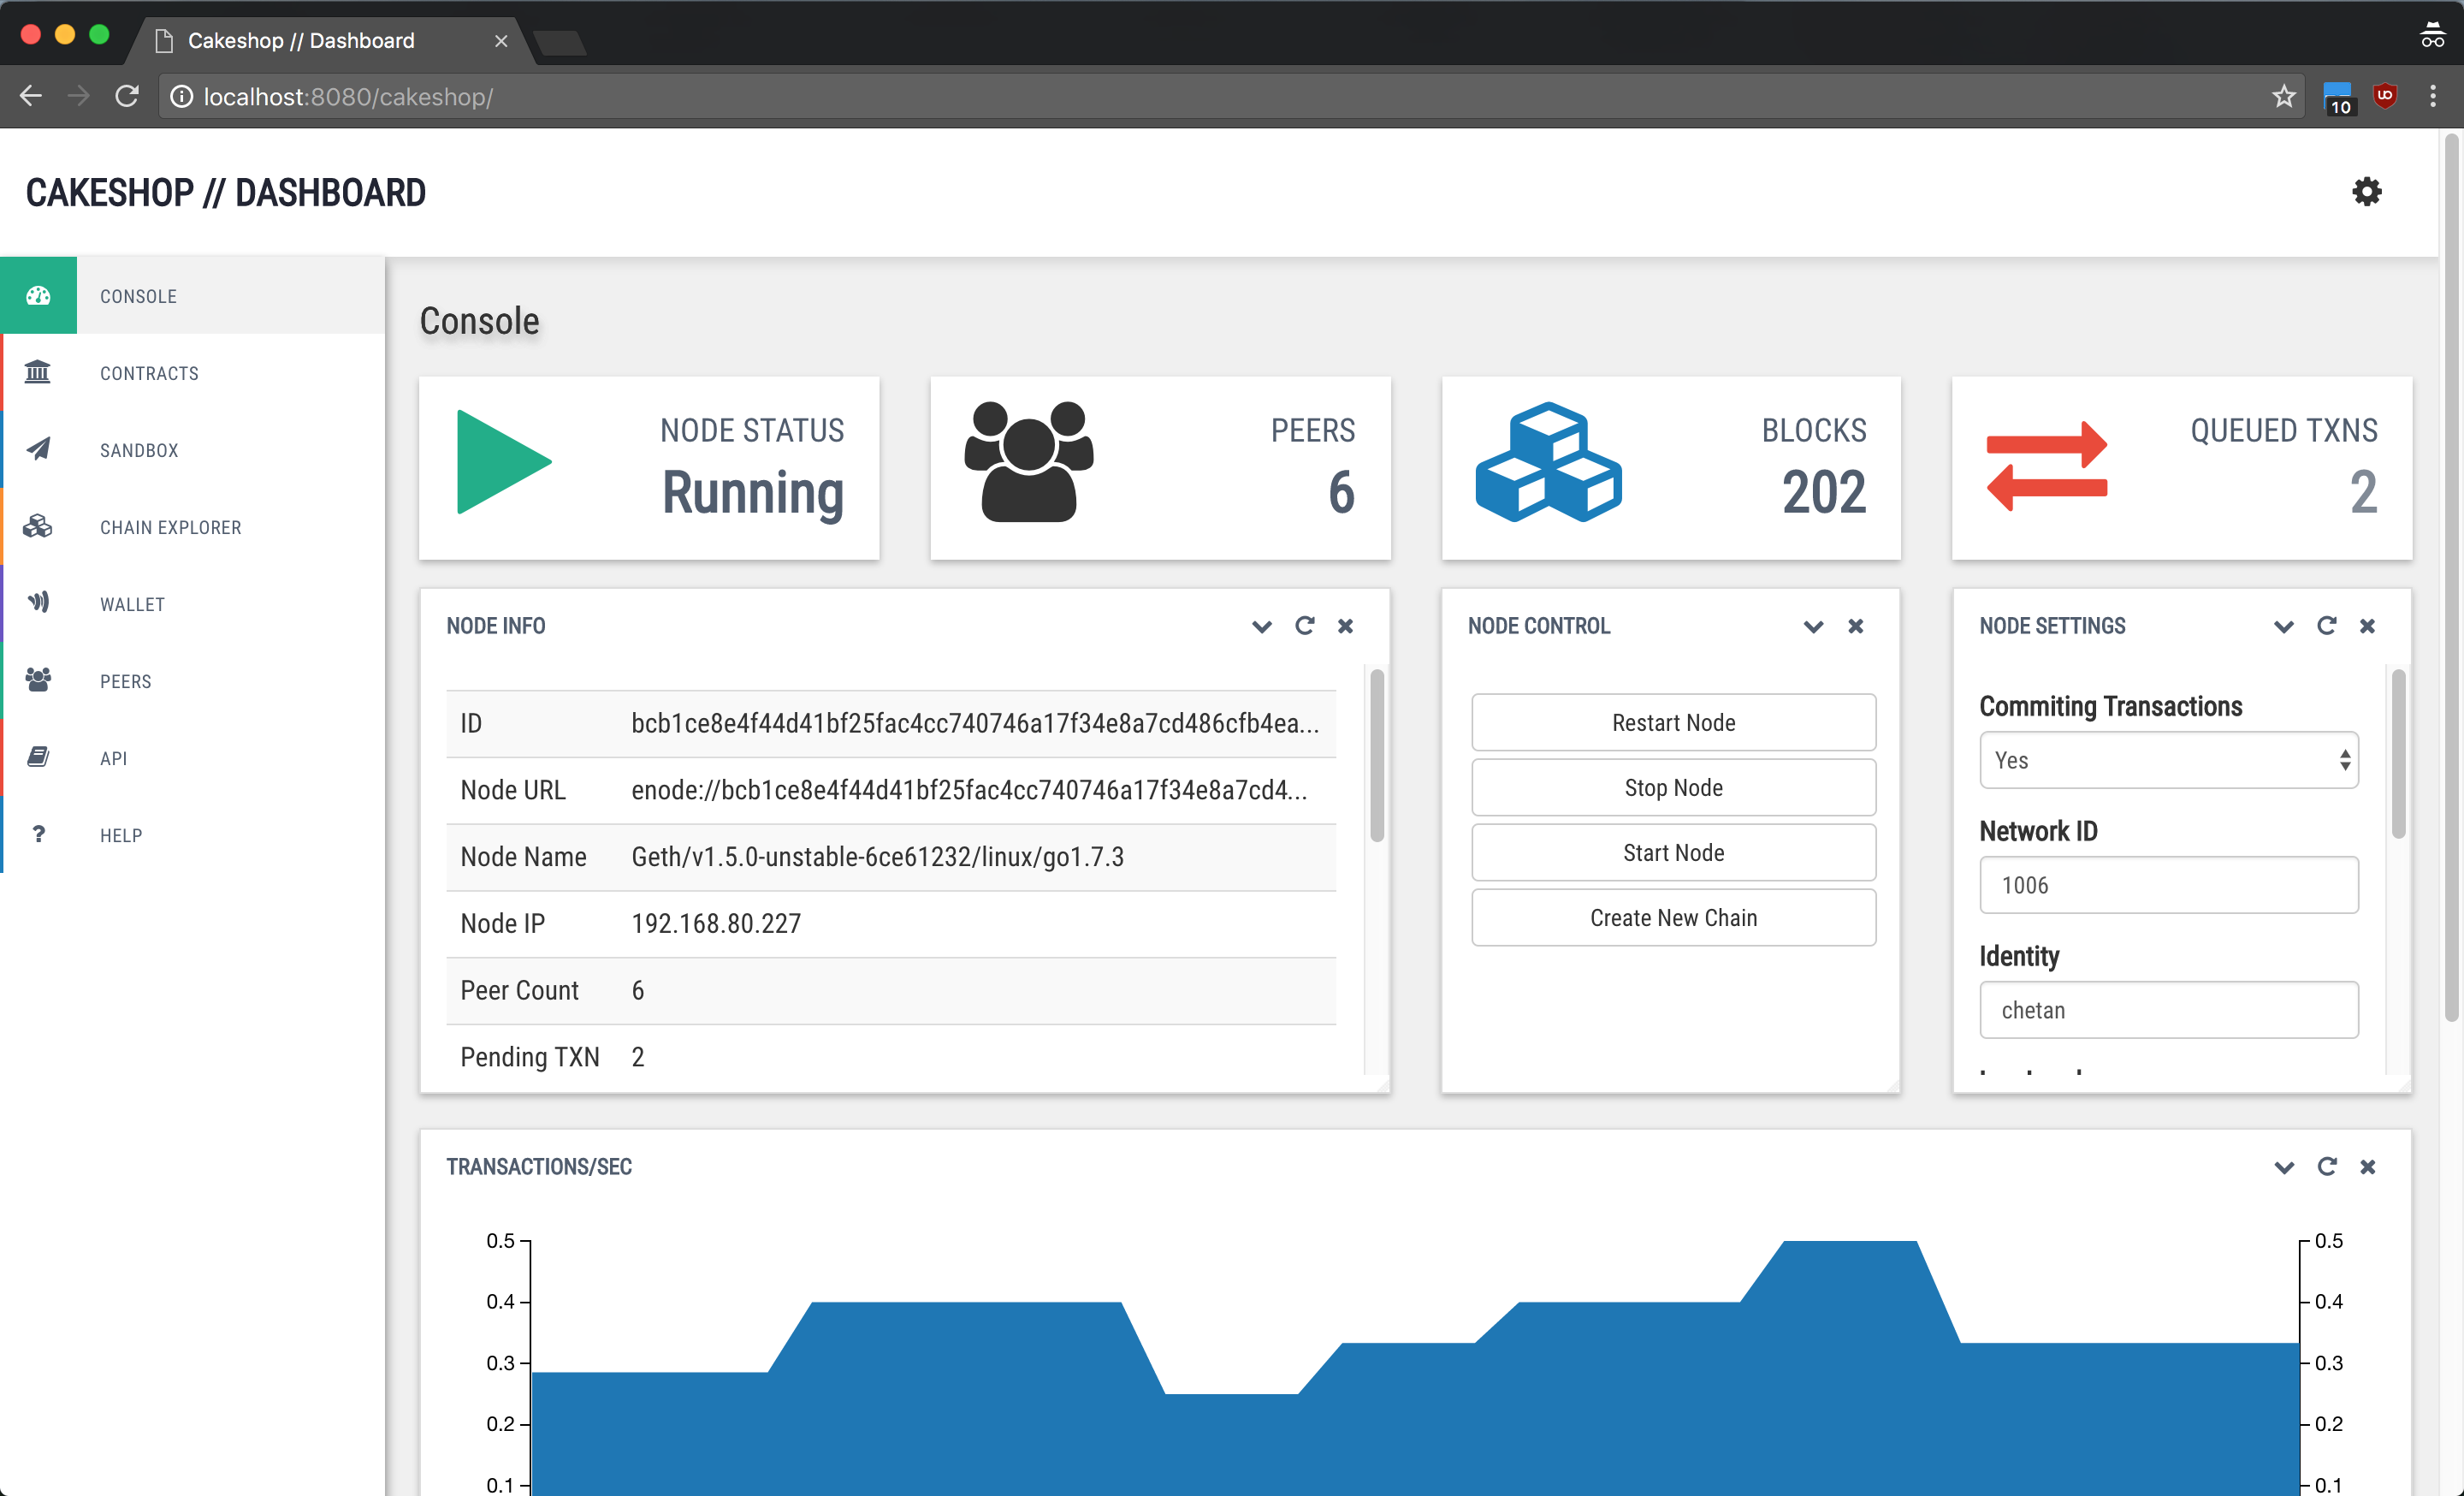 Cakeshop // Dashboard
localhost:8080/cakeshop/
10
CAKESHOP // DASHBOARD
CONSOLE
CONTRACTS
SANDBOX
CHAIN EXPLORER
WALLET
PEERS
API
? HELP
Console
NODE STATUS
Running
PEERS
6
BLOCKS
202
QUEUED TXNS
2
NODE INFO
ID bcb1ce8e4f44d41bf25fac4cc740746a17f34e8a7cd486cfb4ea...
Node URL enode://bcb1ce8e4f44d41bf25fac4cc740746a17f34e8a7cd4...
Node Name Geth/v1.5.0-unstable-6ce61232/linux/go1.7.3
Node IP 192.168.80.227
Peer Count 6
Pending TXN 2
NODE CONTROL
Restart Node
Stop Node
Start Node
Create New Chain
NODE SETTINGS
Commiting Transactions
Yes
Network ID
1006
Identity
chetan
TRANSACTIONS/SEC
0.5 0.5
0.4 0.4
0.3 0.3
0.2 0.2
0.1 0.1